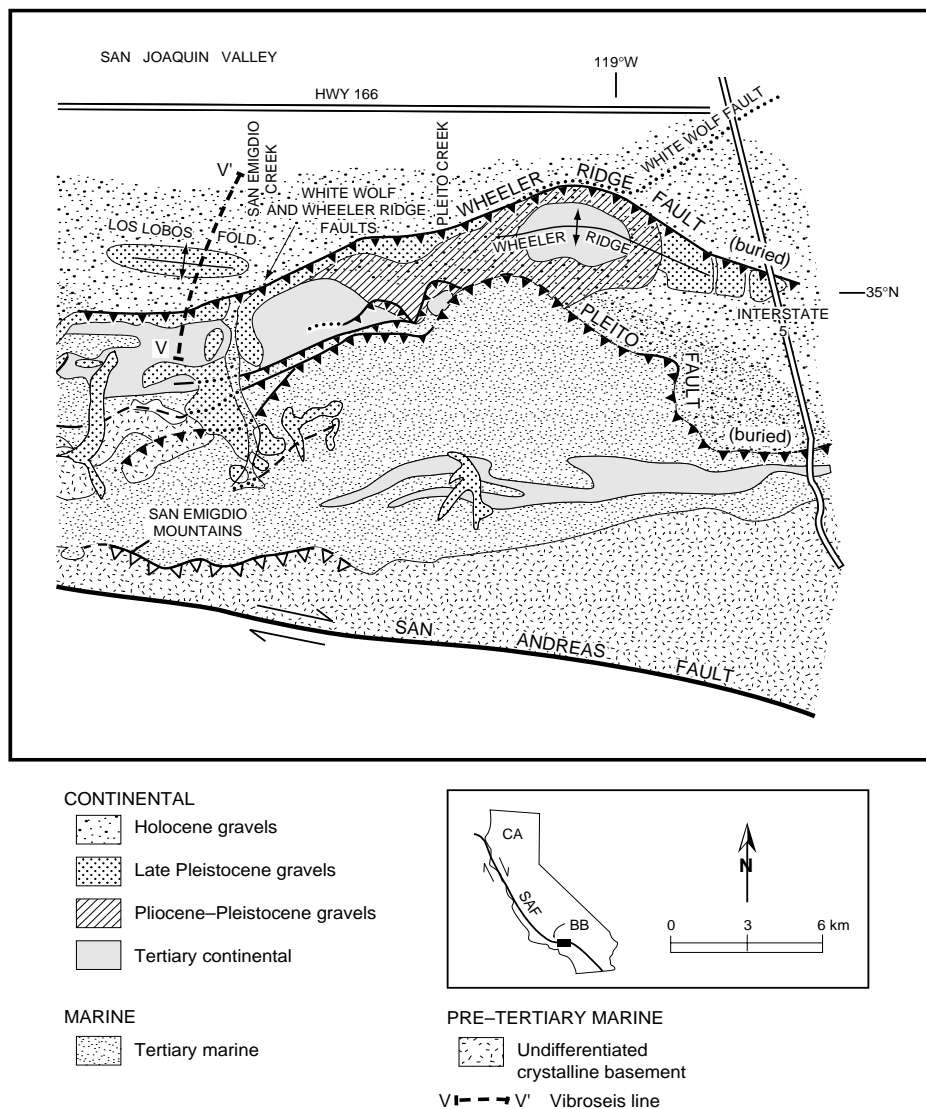 SAN JOAQUIN VALLEY
119°W
HWY 166
WHITE WOLF FAULT
V'
SAN EMIGDIO
CREEK
PLEITO CREEK
WHEELER RIDGE FAULT
WHITE WOLF
AND WHEELER RIDGE
FAULTS
LOS LOBOS FOLD
WHEELER RIDGE
(buried)
35°N
INTERSTATE
5
V
PLEITO FAULT
(buried)
SAN EMIGDIO
MOUNTAINS
SAN ANDREAS FAULT
CONTINENTAL
Holocene gravels
Late Pleistocene gravels
Pliocene–Pleistocene gravels
Tertiary continental
MARINE
Tertiary marine
CA
SAF
BB
N
0 3 6 km
PRE–TERTIARY MARINE
Undifferentiated
crystalline basement
V V' Vibroseis line